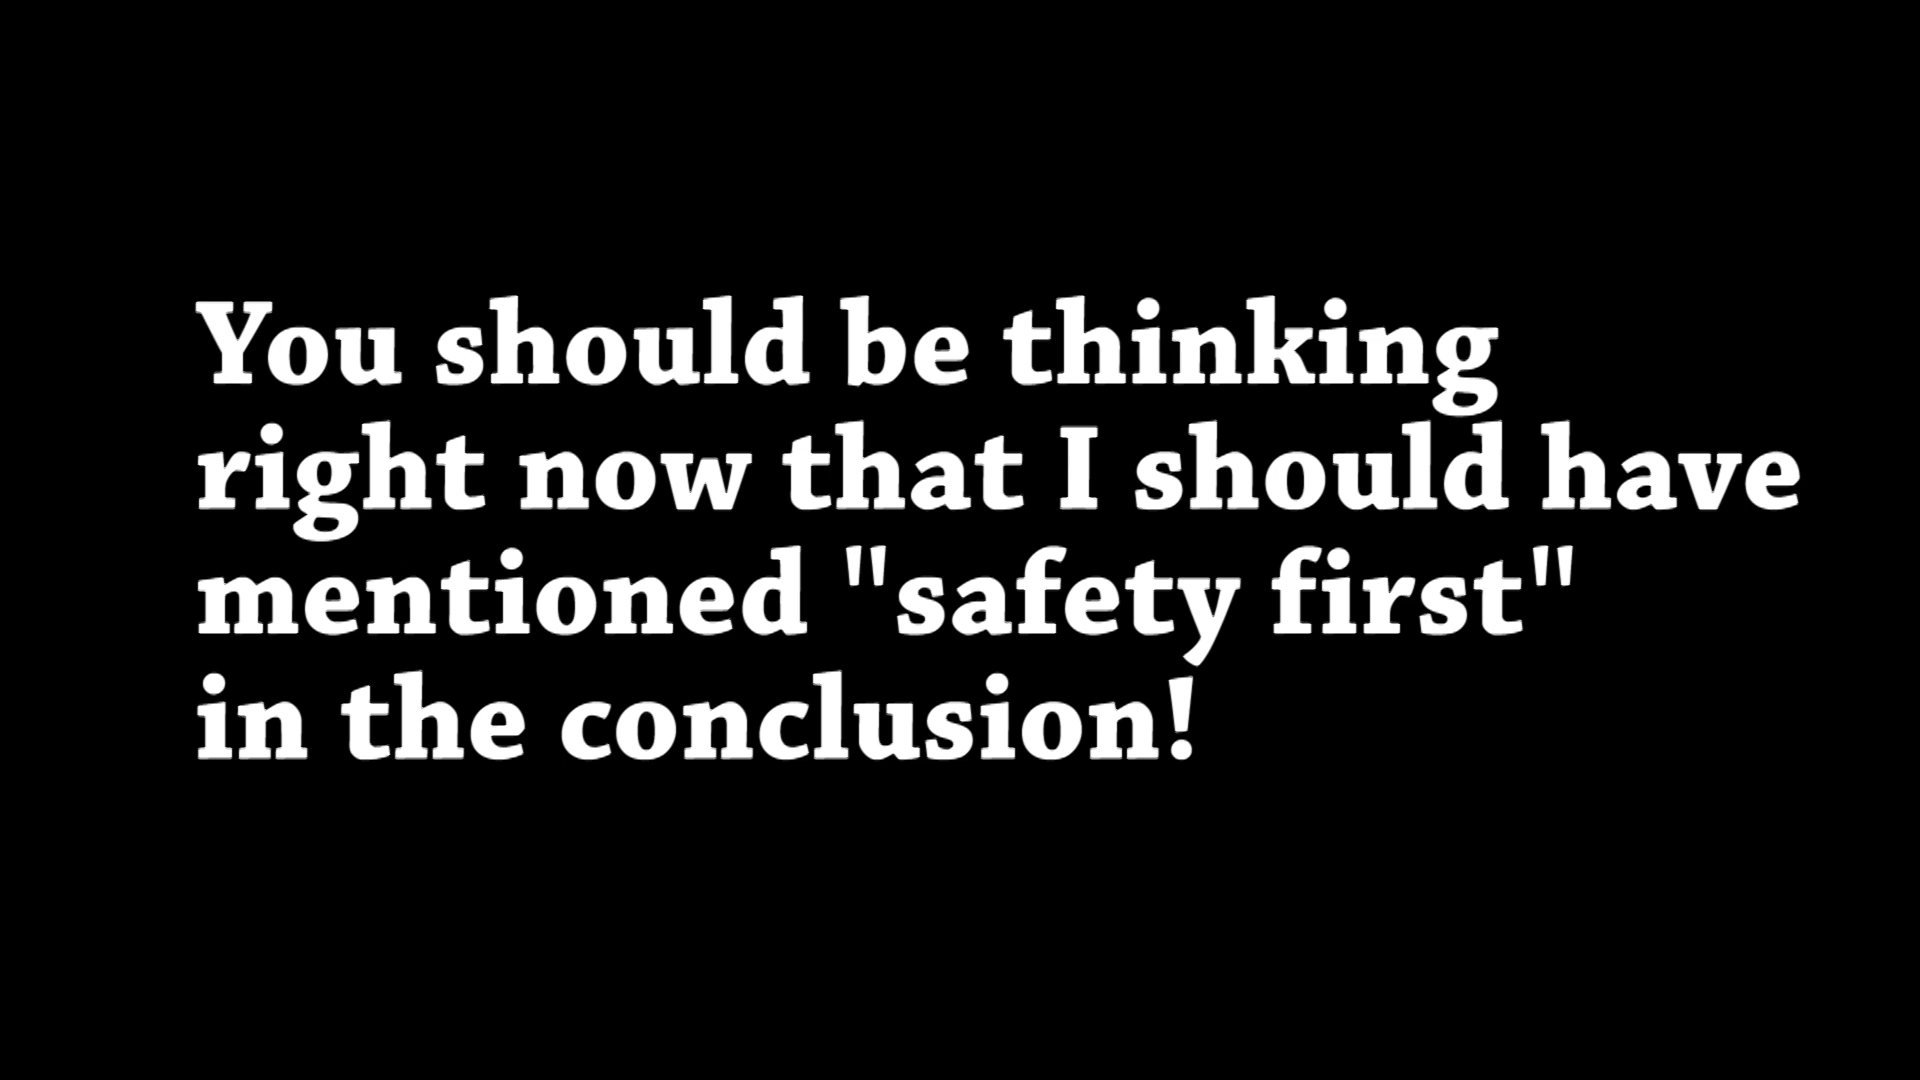 You should be thinking
right now that I should have
mentioned "safety first"
in the conclusion!